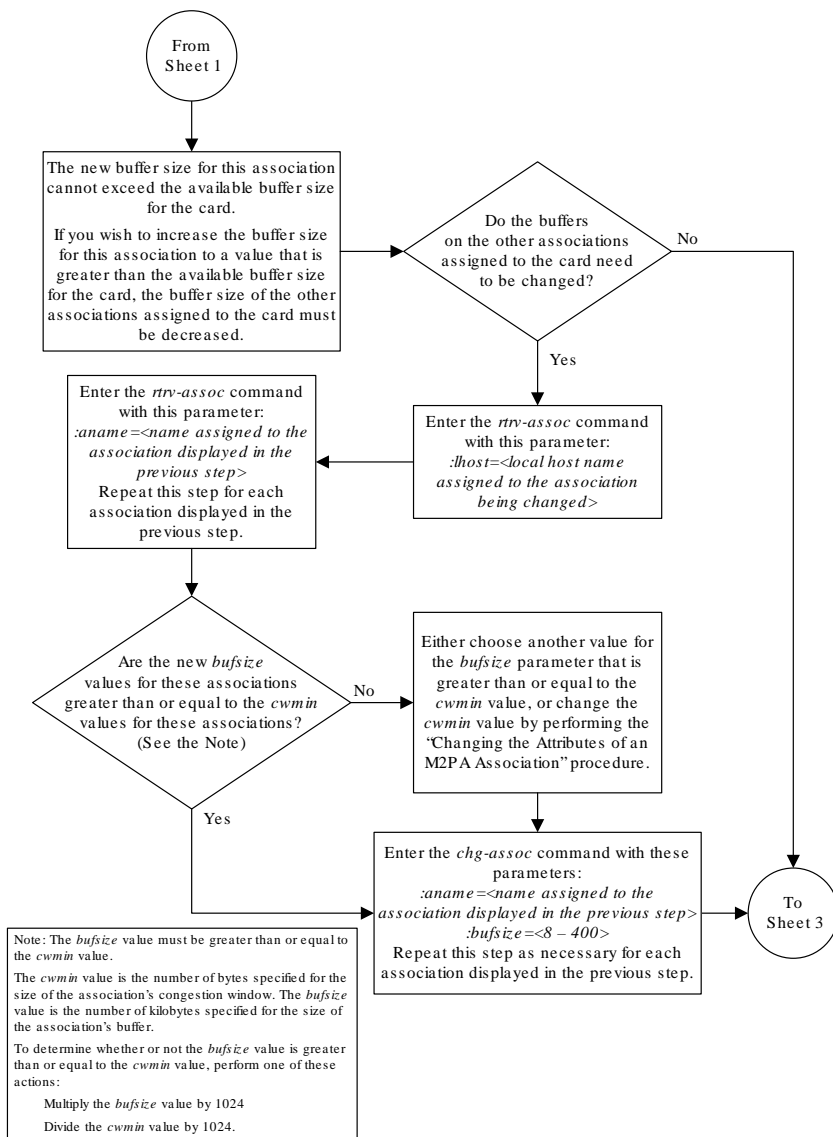 From
Sheet 1
The new buffer size for this association
cannot exceed the available buffer size
for the card.
If you wish to increase the buffer size
for this association to a value that is
greater than the available buffer size
for the card, the buffer size of the other
associations assigned to the card must
be decreased.
Do the buffers
on the other associations
assigned to the card need
to be changed?
No
Yes
Enter the rtrv-assoc command
with this parameter:
:lhost=<local host name
assigned to the association
being changed>
Enter the rtrv-assoc command
with this parameter:
:aname=<name assigned to the
association displayed in the
previous step>
Repeat this step for each
association displayed in the
previous step.
Are the new bufsize
values for these associations
greater than or equal to the cwmin
values for these associations?
(See the Note)
No
Yes
Either choose another value for
the bufsize parameter that is
greater than or equal to the
cwmin value, or change the
cwmin value by performing the
“Changing the Attributes of an
M2PA Association” procedure.
Enter the chg-assoc command with these
parameters:
:aname=<name assigned to the
association displayed in the previous step>
:bufsize=<8 – 400>
Repeat this step as necessary for each
association displayed in the previous step.
To
Sheet 3
Note: The bufsize value must be greater than or equal to
the cwmin value.
The cwmin value is the number of bytes specified for the
size of the association’s congestion window. The bufsize
value is the number of kilobytes specified for the size of
the association’s buffer.
To determine whether or not the bufsize value is greater
than or equal to the cwmin value, perform one of these
actions:
Multiply the bufsize value by 1024
Divide the cwmin value by 1024.